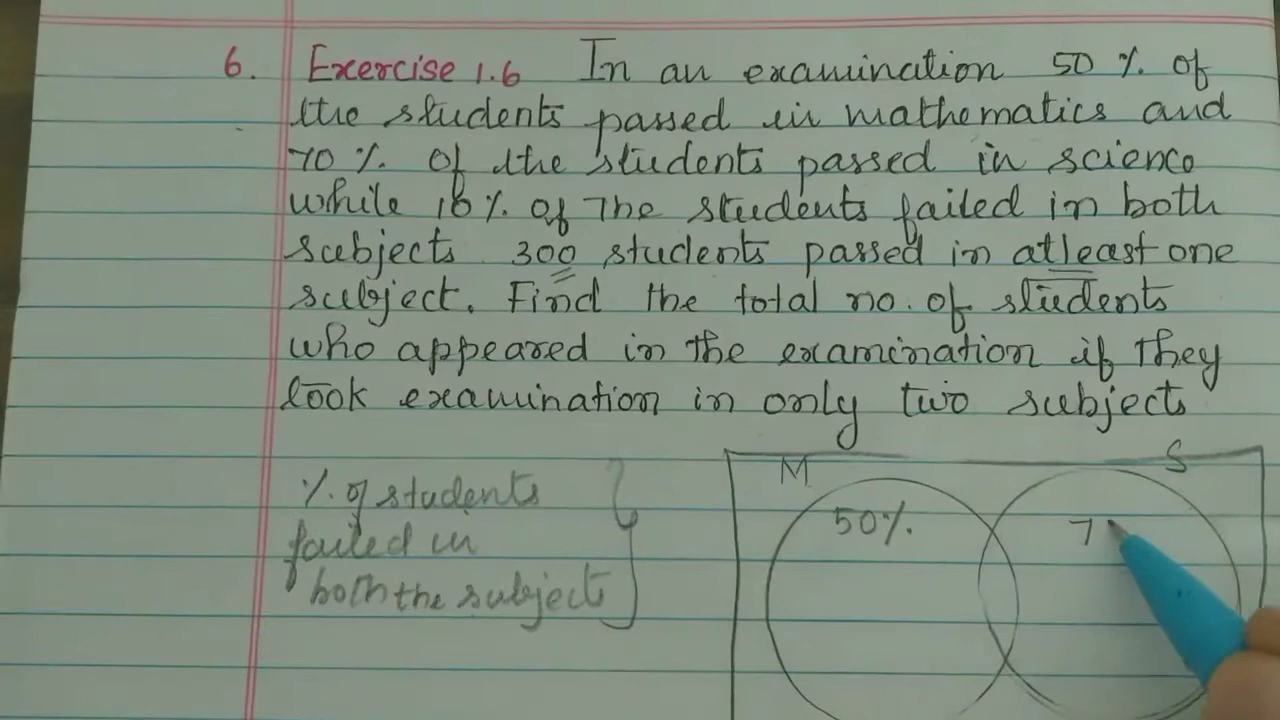 6. Exercise 1.6 In an examination 50 % of
the students passed in mathematics and
70 % of the students passed in science
while 10 % of The students failed in both
subjects 300 students passed in atleast one
subject. Find the total no. of students
who appeared in the examination if they
took examination in only two subjects
% of students
failed in
both the subject
M S
50% 7